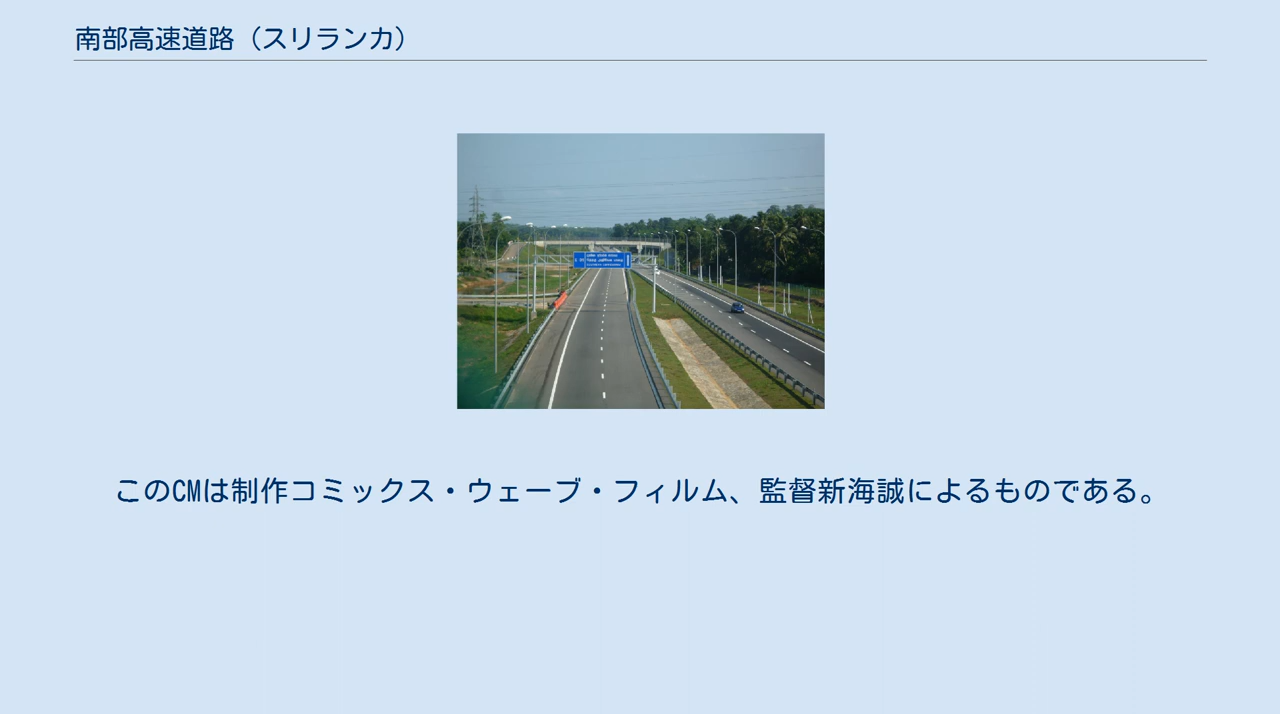 南部高速道路（スリランカ）
このCMは制作コミックス・ウェーブ・フィルム、監督新海誠によるものである。